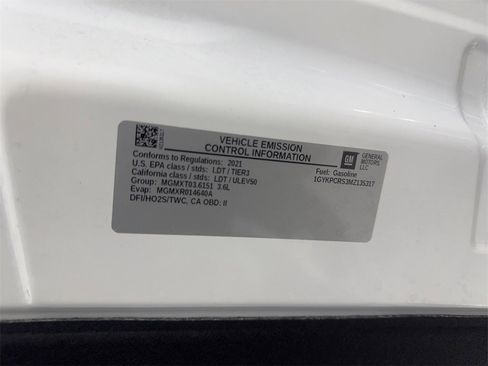 VEHICLE EMISSION
CONTROL INFORMATION
Conforms to Regulations: 2021
U.S. EPA class / stds: LDT / TIER3
California class / stds: LDT / ULEV50
Group: MGMXT03.6151 3.6L
Evap: MGMXR014640A
DFI/HO2S/TWC, CA OBD: II
GM
GENERAL
MOTORS
LLC
Fuel: Gasoline
1GYKPCRS3MZ135317